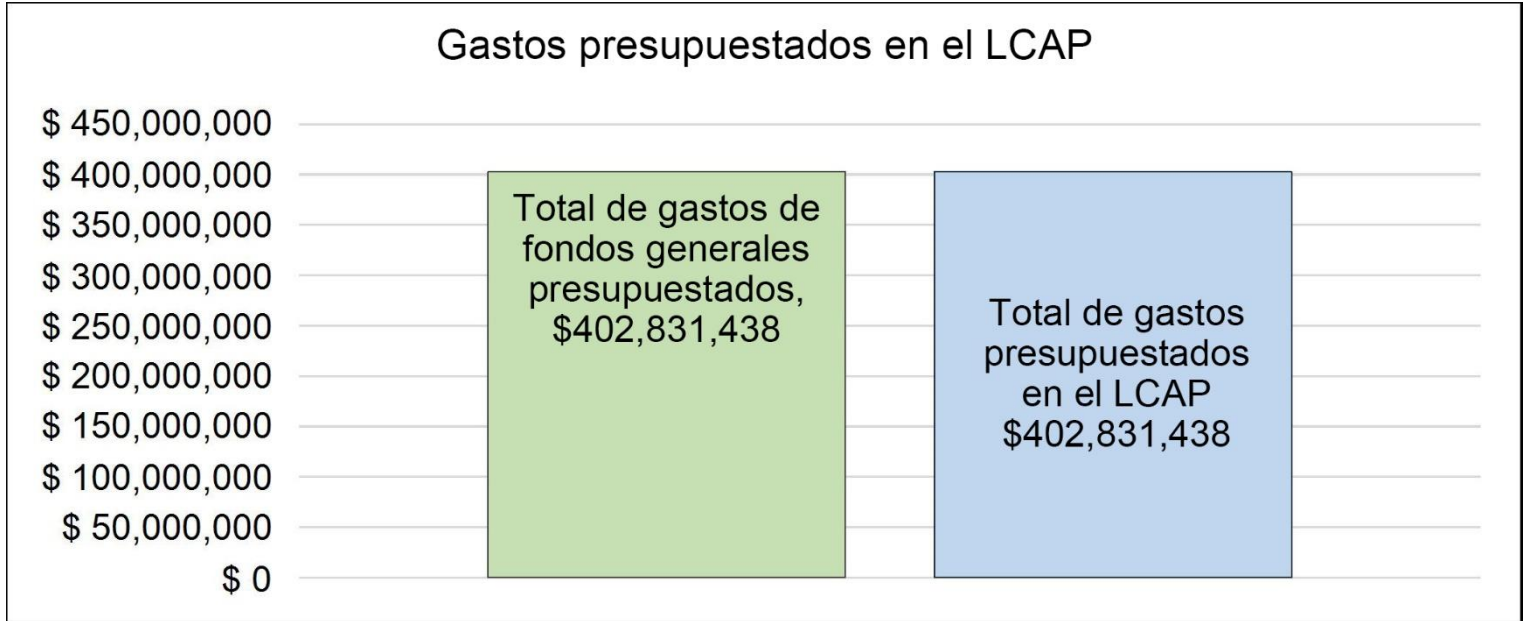 Gastos presupuestados en el LCAP
$ 450,000,000
$ 400,000,000
$ 350,000,000
$ 300,000,000
$ 250,000,000
$ 200,000,000
$ 150,000,000
$ 100,000,000
$ 50,000,000
$ 0
Total de gastos de
fondos generales
presupuestados,
$402,831,438
Total de gastos
presupuestados
en el LCAP
$402,831,438